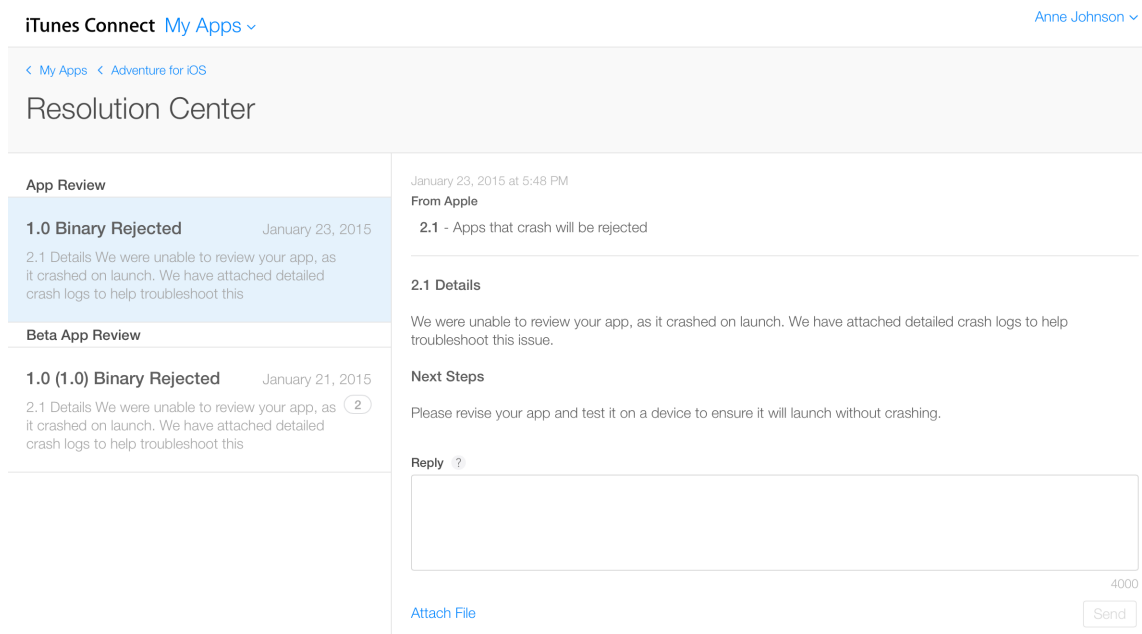 iTunes Connect My Apps
Anne Johnson
My Apps Adventure for iOS
Resolution Center
App Review
1.0 Binary Rejected January 23, 2015
2.1 Details We were unable to review your app, as
it crashed on launch. We have attached detailed
crash logs to help troubleshoot this
Beta App Review
1.0 (1.0) Binary Rejected January 21, 2015
2.1 Details We were unable to review your app, as 2
it crashed on launch. We have attached detailed
crash logs to help troubleshoot this
January 23, 2015 at 5:48 PM
From Apple
2.1 - Apps that crash will be rejected
2.1 Details
We were unable to review your app, as it crashed on launch. We have attached detailed crash logs to help
troubleshoot this issue.
Next Steps
Please revise your app and test it on a device to ensure it will launch without crashing.
Reply ?
4000
Attach File
Send